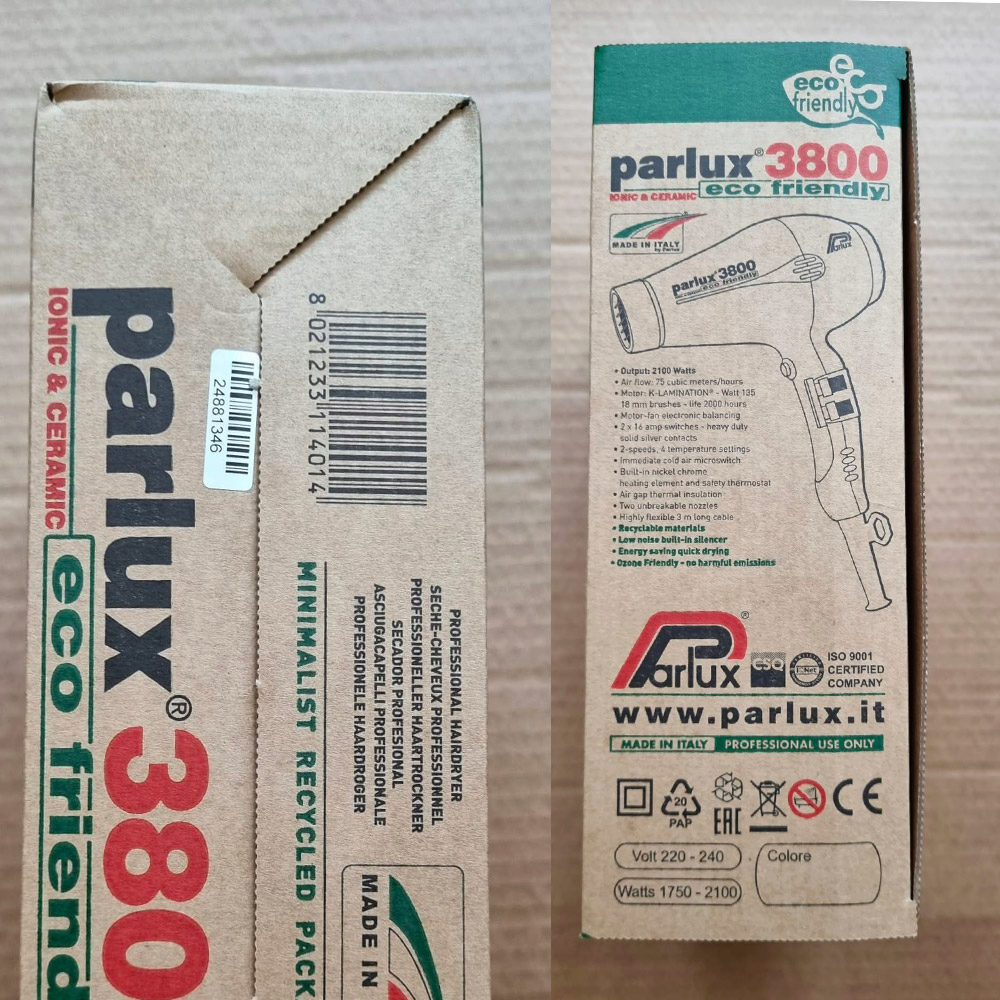 parlux® 380
IONIC & CERAMIC
eco friend
24881346
8 021233 114014
PROFESSIONAL HAIRDRYER
SECHE-CHEVEUX PROFESSIONNEL
PROFESSIONELLER HAARTROCKNER
SECADOR PROFESIONAL
ASCIUGACAPELLI PROFESSIONALE
PROFESSIONELE HAARDROGER
MINIMALIST RECYCLED PACK
MADE IN
eco
eco
friendly
parlux® 3800
IONIC & CERAMIC
eco friendly
MADE IN ITALY
by Parlux
Parlux
parlux® 3800
eco friendly
• Output: 2100 Watts
• Air flow: 75 cubic meters/hours
• Motor: K-LAMINATION® - Watt 135
18 mm brushes - life 2000 hours
• Motor-fan electronic balancing
• 2 x 16 amp switches - heavy duty
solid silver contacts
• 2-speeds, 4 temperature settings
• Immediate cold air microswitch
• Built-in nickel chrome
heating element and safety thermostat
• Air gap thermal insulation
• Two unbreakable nozzles
• Highly flexible 3 m long cable
• Recyclable materials
• Low noise built-in silencer
• Energy saving quick drying
• Ozone Friendly - no harmful emissions
Parlux®
CSQ
IQNet
ISO 9001
CERTIFIED
COMPANY
www.parlux.it
MADE IN ITALY
PROFESSIONAL USE ONLY
20
PAP
EAC
CE
Volt 220 - 240
Colore
Watts 1750 - 2100